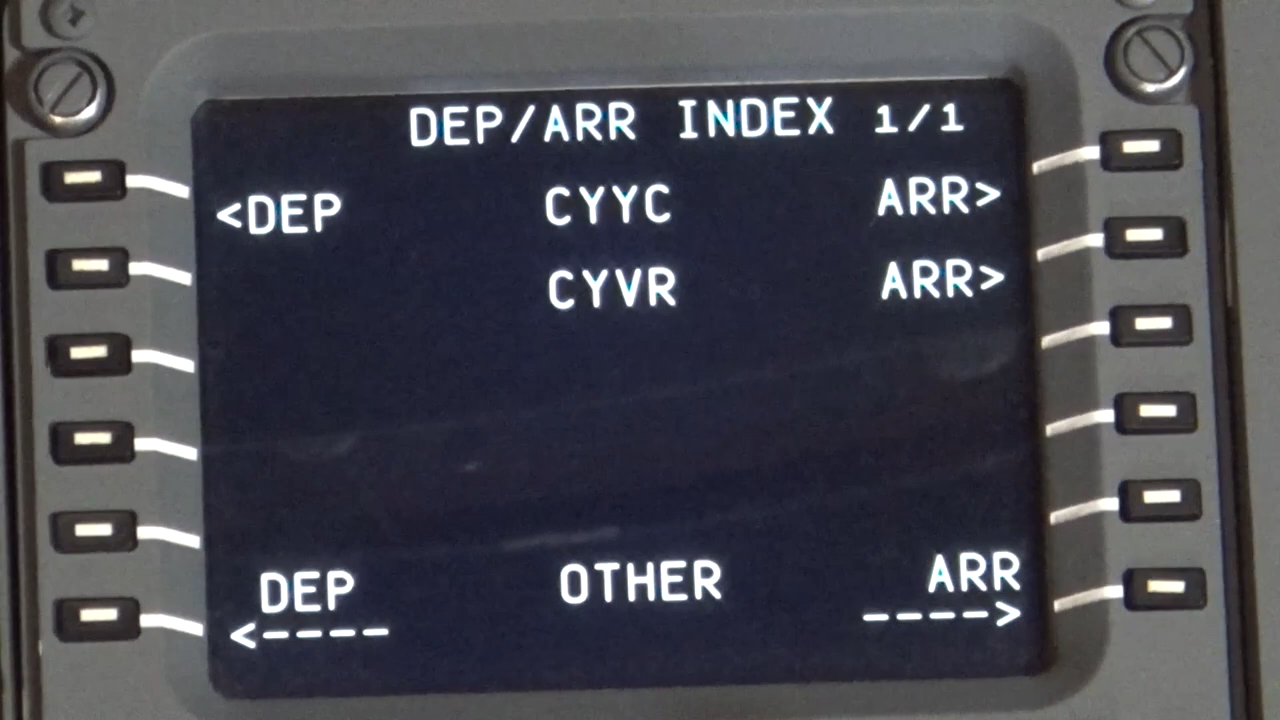 DEP/ARR INDEX 1/1
<DEP CYYC ARR>
CYVR ARR>
DEP OTHER ARR
<---- ---->